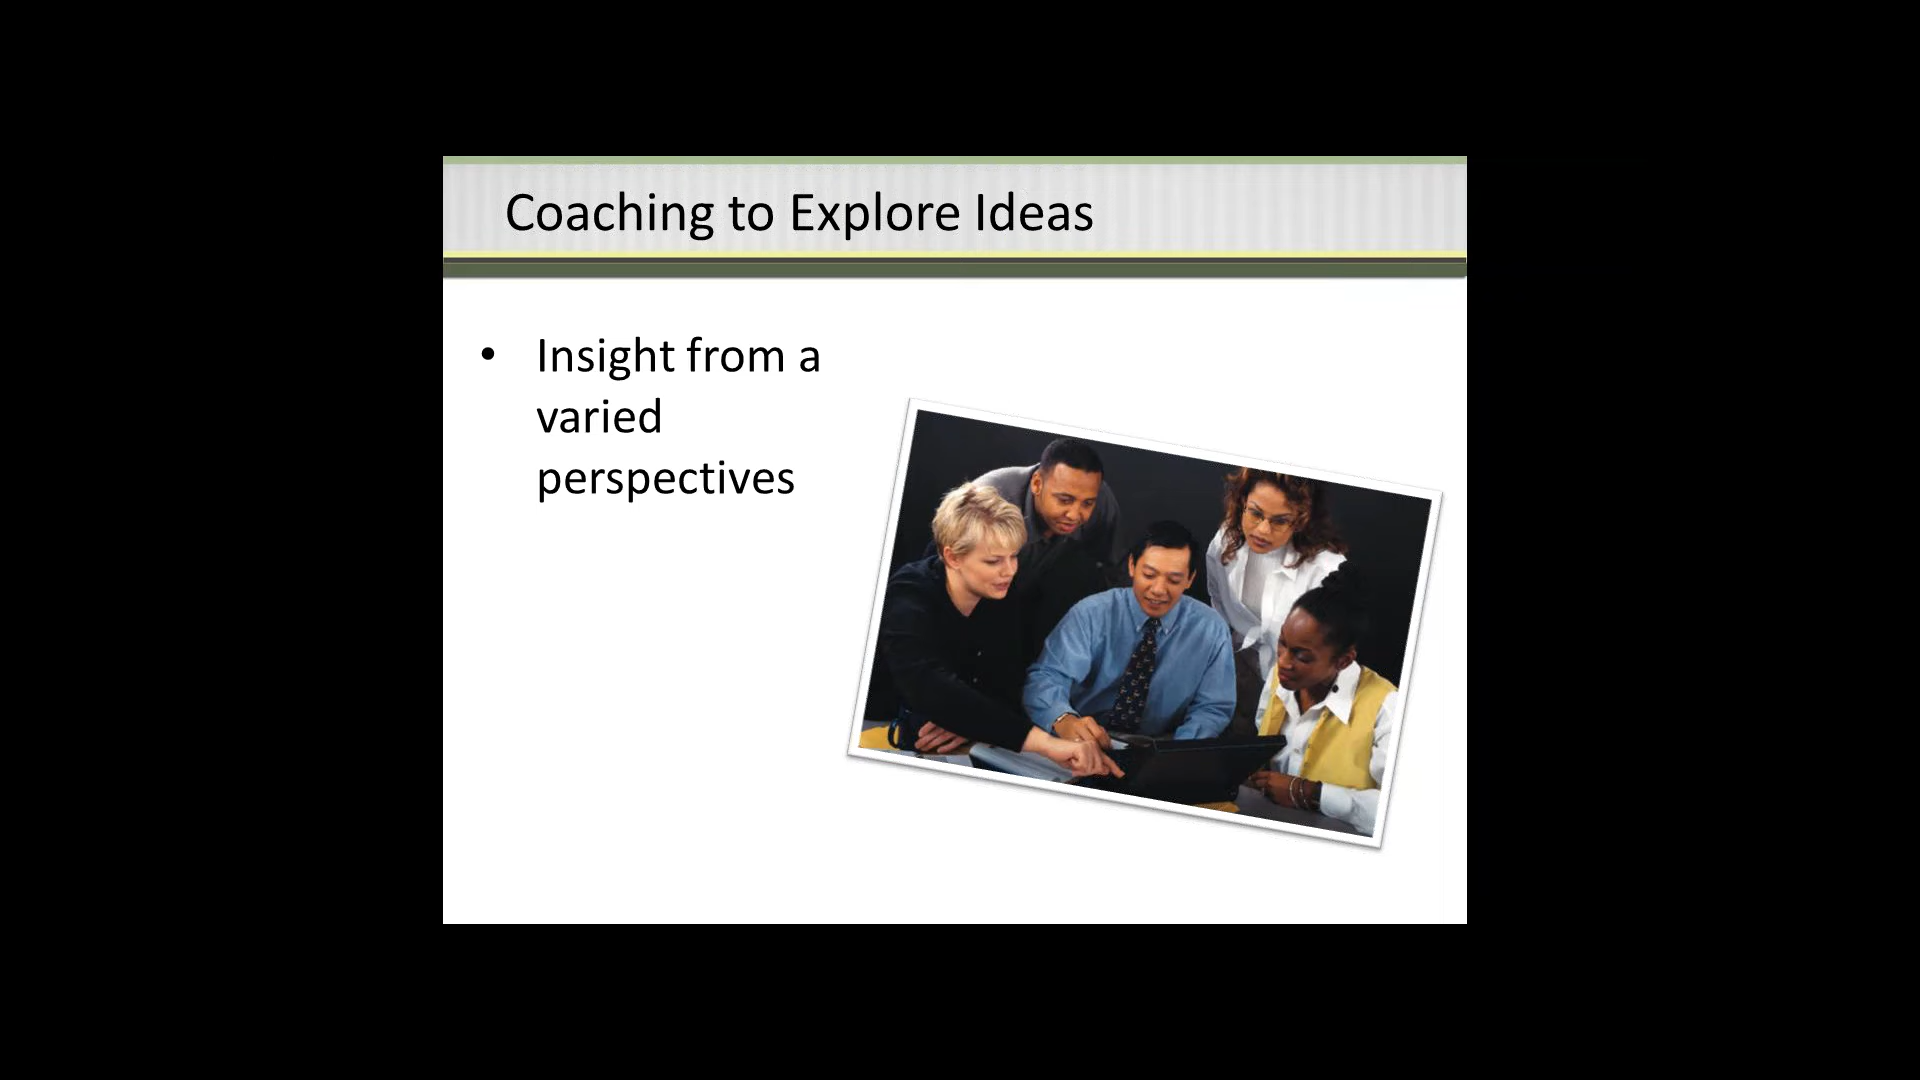 Coaching to Explore Ideas
• Insight from a
varied
perspectives